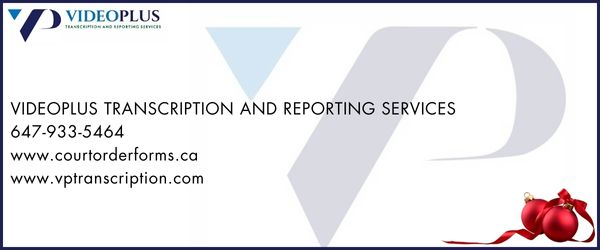 VIDEOPLUS
TRANSCRIPTION AND REPORTING SERVICES
VIDEOPLUS TRANSCRIPTION AND REPORTING SERVICES
647-933-5464
www.courtorderforms.ca
www.vptranscription.com